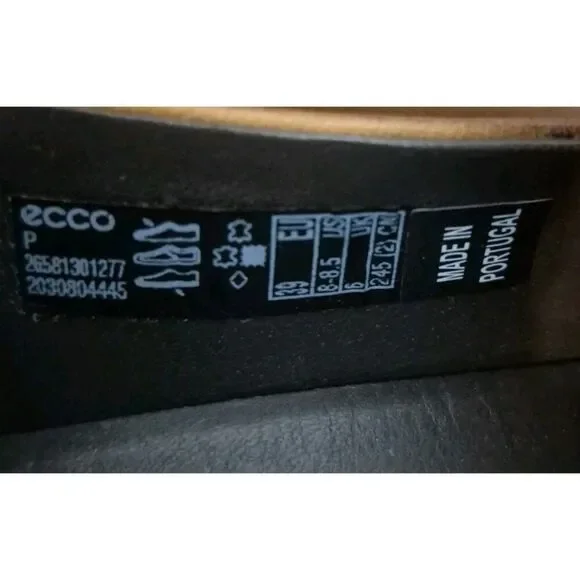 ecco
P
26581301277
2030804445
39 EU
8-8.5 US
6 UK
245 (2) CN
MADE IN
PORTUGAL